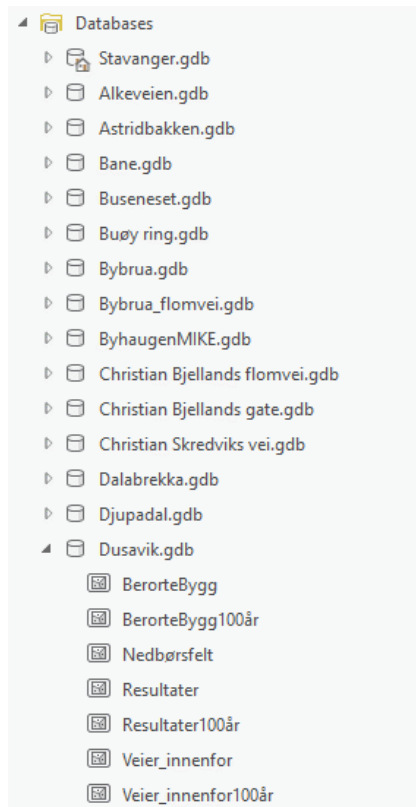 Databases
Stavanger.gdb
Alkeveien.gdb
Astridbakken.gdb
Bane.gdb
Buseneset.gdb
Buøy ring.gdb
Bybrua.gdb
Bybrua_flomvei.gdb
ByhaugenMIKE.gdb
Christian Bjellands flomvei.gdb
Christian Bjellands gate.gdb
Christian Skredviks vei.gdb
Dalabrekka.gdb
Djupadal.gdb
Dusavik.gdb
BerorteBygg
BerorteBygg100år
Nedbørsfelt
Resultater
Resultater100år
Veier_innenfor
Veier_innenfor100år